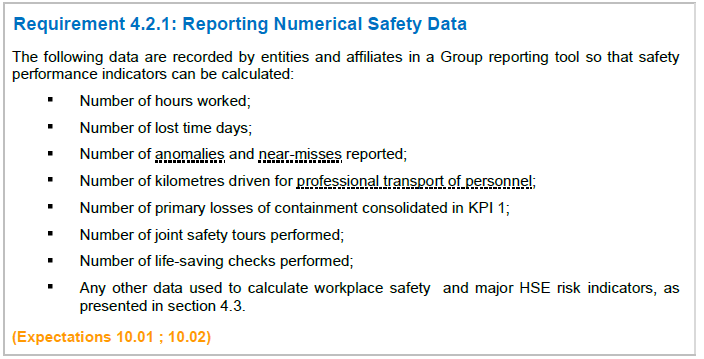 Requirement 4.2.1: Reporting Numerical Safety Data
The following data are recorded by entities and affiliates in a Group reporting tool so that safety
performance indicators can be calculated:
▪ Number of hours worked;
▪ Number of lost time days;
▪ Number of anomalies and near-misses reported;
▪ Number of kilometres driven for professional transport of personnel;
▪ Number of primary losses of containment consolidated in KPI 1;
▪ Number of joint safety tours performed;
▪ Number of life-saving checks performed;
▪ Any other data used to calculate workplace safety and major HSE risk indicators, as
presented in section 4.3.
(Expectations 10.01 ; 10.02)